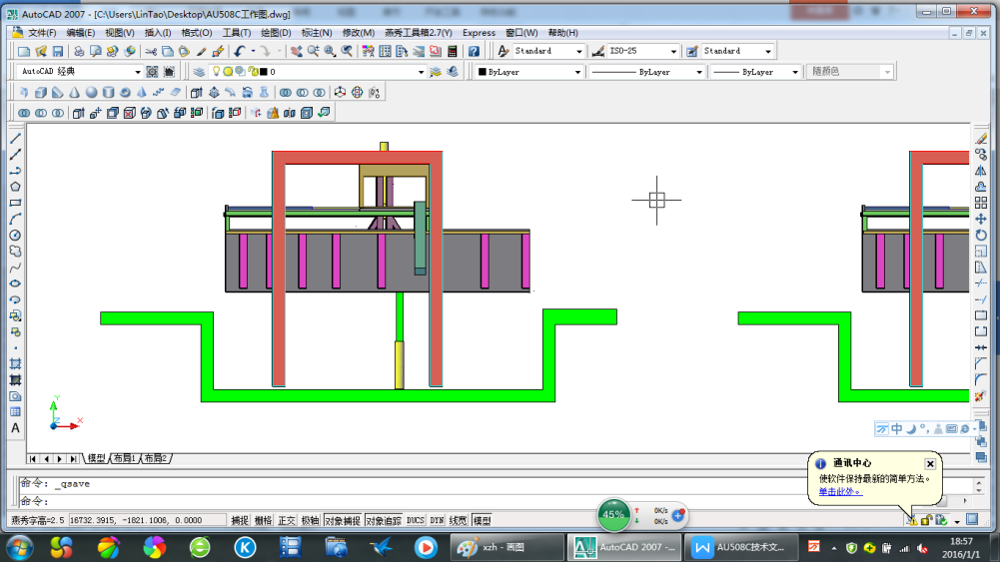 AutoCAD 2007 - [C:\Users\LinTao\Desktop\AU508C工作图.dwg]
文件(F) 编辑(E) 视图(V) 插入(I) 格式(O) 工具(T) 绘图(D) 标注(N) 修改(M) 燕秀工具箱2.7(Y) Express 窗口(W) 帮助(H)
Standard ISO-25 Standard
AutoCAD 经典 0 ByLayer ByLayer ByLayer 随颜色
Y
X
Z
A
中
通讯中心
使软件保持最新的简单方法。
单击此处。
模型 布局1 布局2
命令: _qsave
命令:
燕秀字高=2.5 16732.3915, -1821.1006, 0.0000 捕捉 栅格 正交 极轴 对象捕捉 对象追踪 DUCS DYN 线宽 模型
45% 0K/s
0K/s
xzh - 画图 AutoCAD 2007 -... AU508C技术文... 18:57
2016/1/1